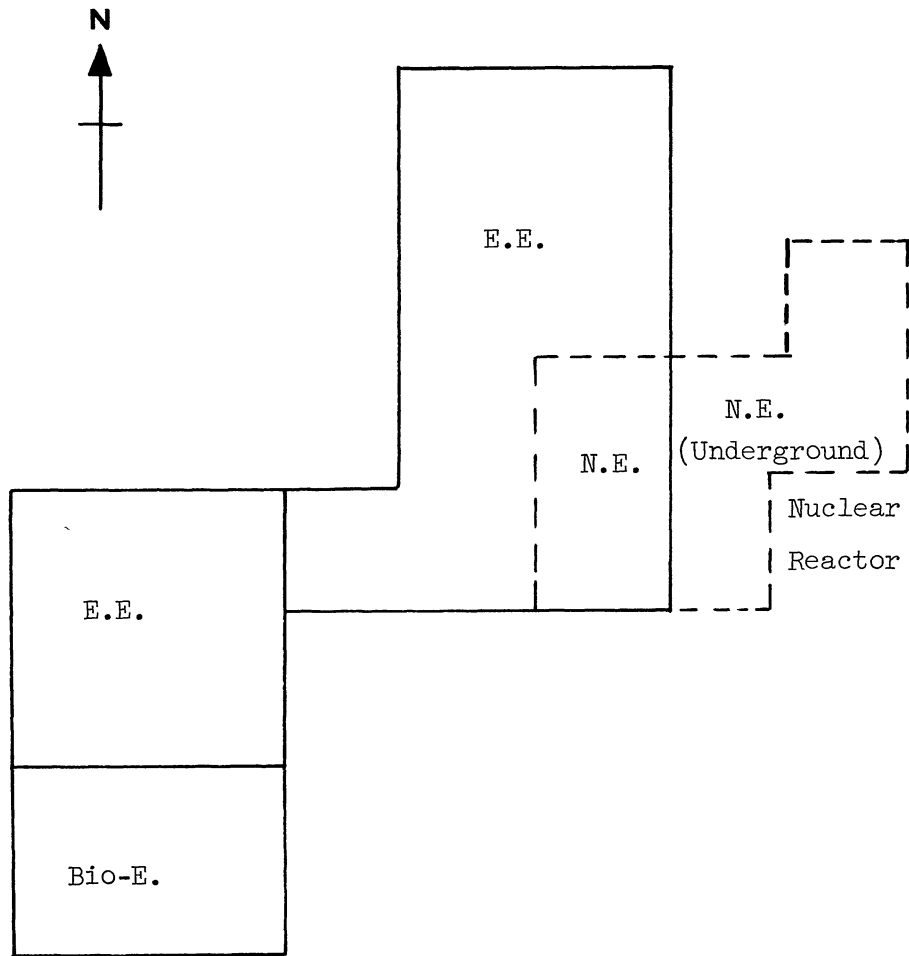 N
E.E.
N.E.
(Underground)
N.E.
Nuclear
Reactor
E.E.
Bio-E.